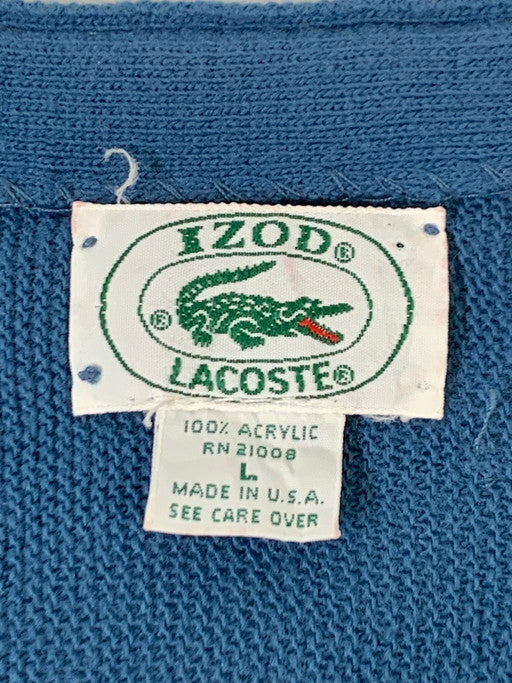 IZOD®
®
LACOSTE®
100% ACRYLIC
RN 21008
L
MADE IN U.S.A.
SEE CARE OVER